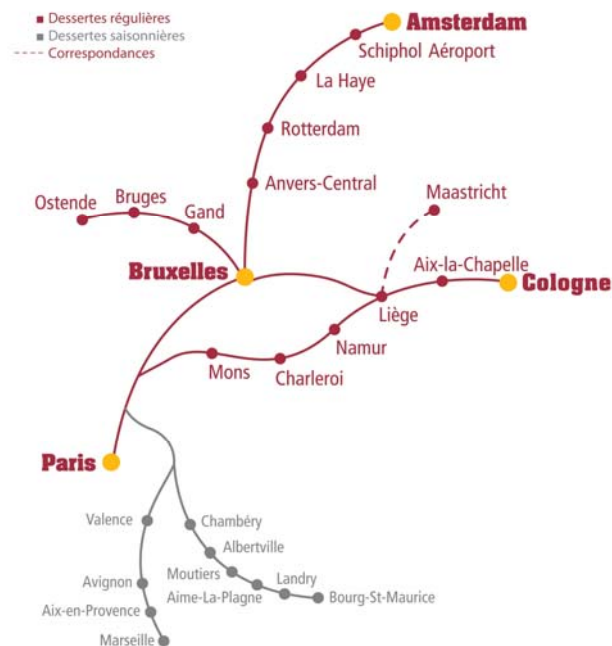 Dessertes régulières
Dessertes saisonnières
Correspondances
Amsterdam
Schiphol Aéroport
La Haye
Rotterdam
Anvers-Central
Maastricht
Ostende
Bruges
Gand
Bruxelles
Aix-la-Chapelle
Cologne
Liège
Namur
Charleroi
Mons
Paris
Valence
Avignon
Aix-en-Provence
Marseille
Chambéry
Albertville
Moutiers
Aime-La-Plagne
Landry
Bourg-St-Maurice